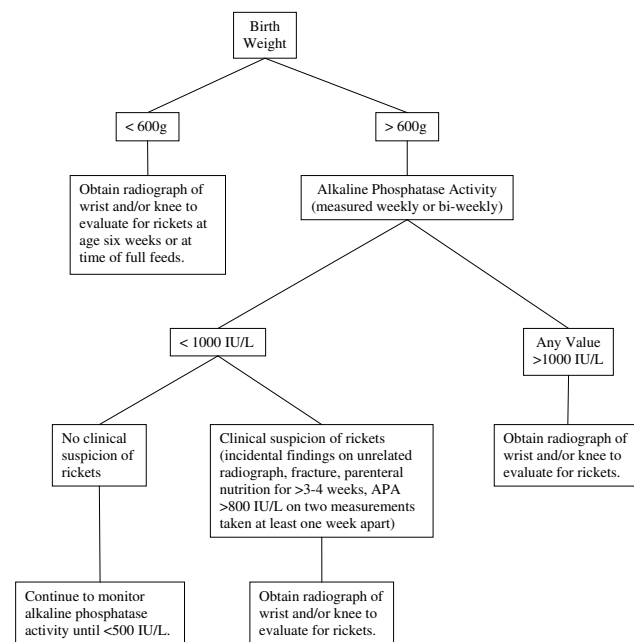 Birth
Weight
< 600g
> 600g
Obtain radiograph of
wrist and/or knee to
evaluate for rickets at
age six weeks or at
time of full feeds.
Alkaline Phosphatase Activity
(measured weekly or bi-weekly)
< 1000 IU/L
Any Value
>1000 IU/L
No clinical
suspicion of
rickets
Clinical suspicion of rickets
(incidental findings on unrelated
radiograph, fracture, parenteral
nutrition for >3-4 weeks, APA
>800 IU/L on two measurements
taken at least one week apart)
Obtain radiograph of
wrist and/or knee to
evaluate for rickets.
Continue to monitor
alkaline phosphatase
activity until <500 IU/L.
Obtain radiograph of
wrist and/or knee to
evaluate for rickets.